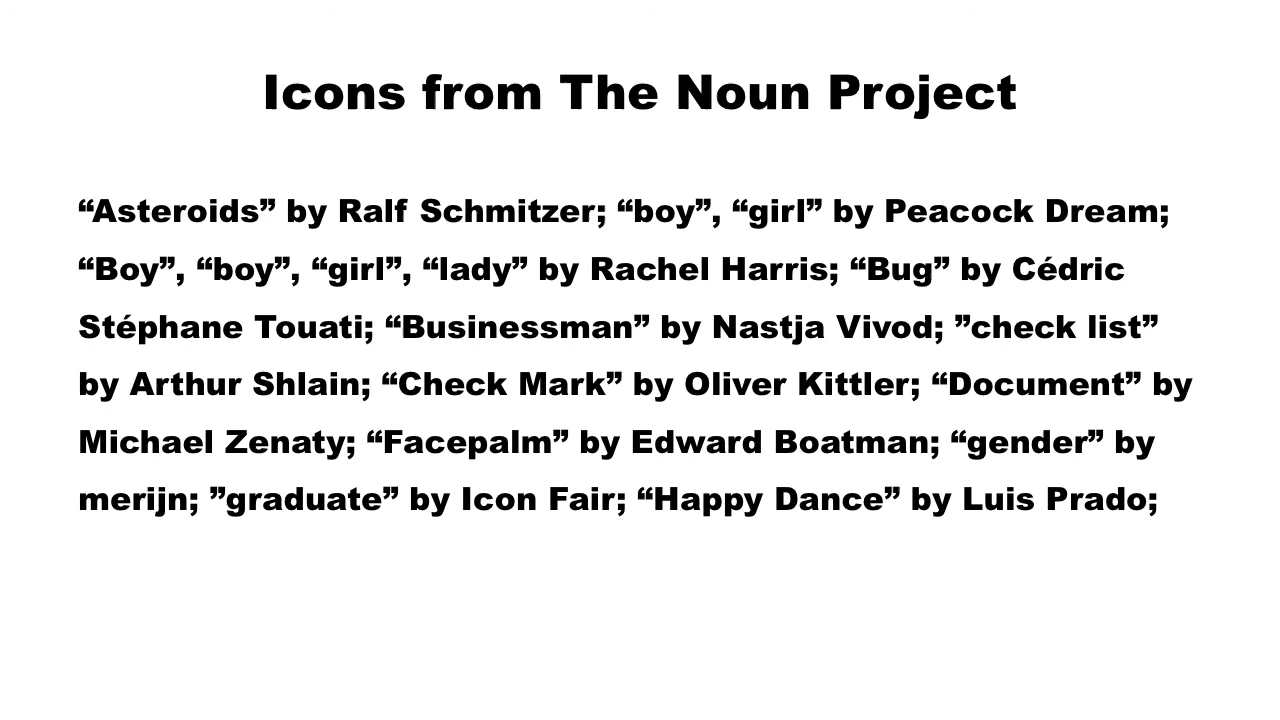 Icons from The Noun Project
“Asteroids” by Ralf Schmitzer; “boy”, “girl” by Peacock Dream;
“Boy”, “boy”, “girl”, “lady” by Rachel Harris; “Bug” by Cédric
Stéphane Touati; “Businessman” by Nastja Vivod; ”check list”
by Arthur Shlain; “Check Mark” by Oliver Kittler; “Document” by
Michael Zenaty; “Facepalm” by Edward Boatman; “gender” by
merijn; ”graduate” by Icon Fair; “Happy Dance” by Luis Prado;